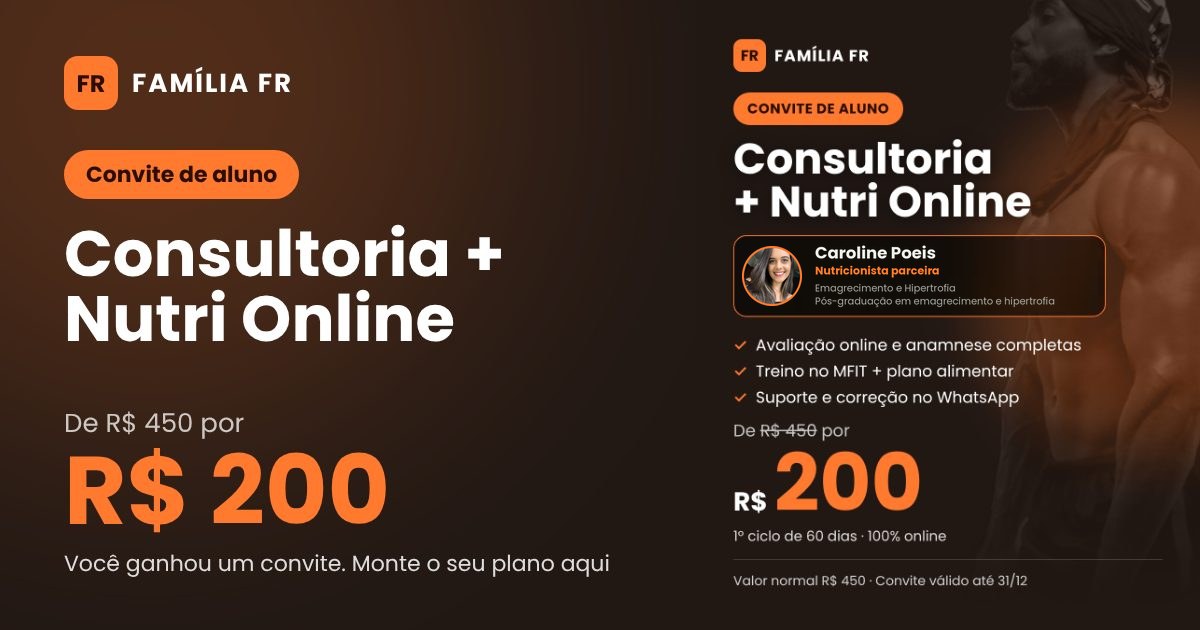 FR FAMÍLIA FR
Convite de aluno
Consultoria +
Nutri Online
De R$ 450 por
R$ 200
Você ganhou um convite. Monte o seu plano aqui
FR FAMÍLIA FR
CONVITE DE ALUNO
Consultoria
+ Nutri Online
Caroline Poeis
Nutricionista parceira
Emagrecimento e Hipertrofia
Pós-graduação em emagrecimento e hipertrofia
Avaliação online e anamnese completas
Treino no MFIT + plano alimentar
Suporte e correção no WhatsApp
De R$ 450 por
R$ 200
1º ciclo de 60 dias · 100% online
Valor normal R$ 450 · Convite válido até 31/12